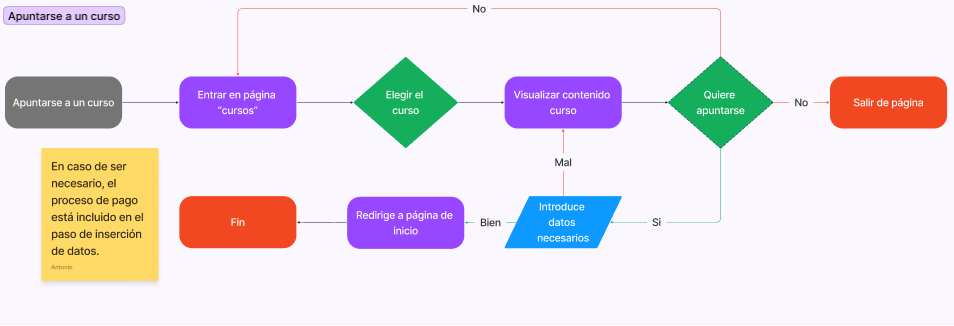 Apuntarse a un curso
No
Apuntarse a un curso
Entrar en página
“cursos”
Elegir el
curso
Visualizar contenido
curso
Quiere
apuntarse
No
Salir de página
Mal
En caso de ser
necesario, el
proceso de pago
está incluido en el
paso de inserción
de datos.
Antonio
Fin
Redirige a página de
inicio
Bien
Introduce
datos
necesarios
Si